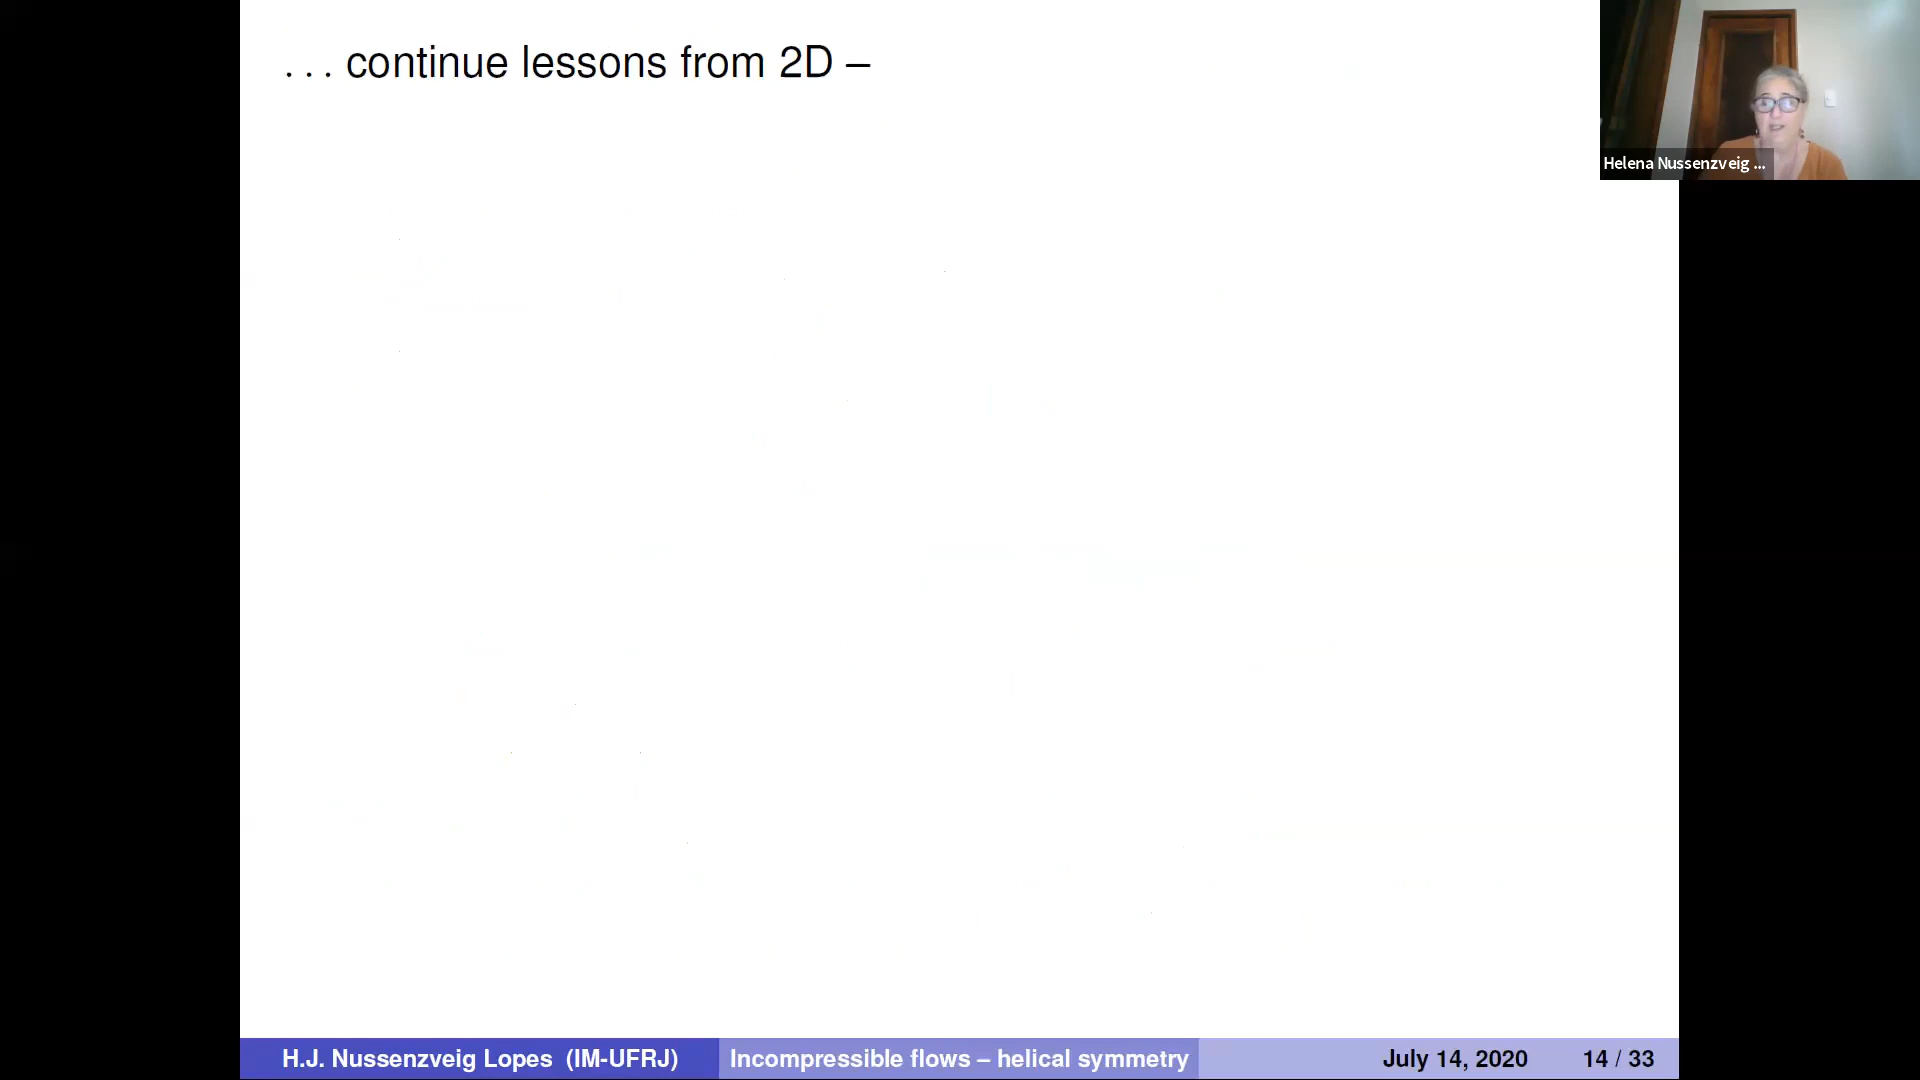 . . . continue lessons from 2D –
Helena Nussenzveig ...
H.J. Nussenzveig Lopes (IM-UFRJ) Incompressible flows – helical symmetry July 14, 2020 14 / 33